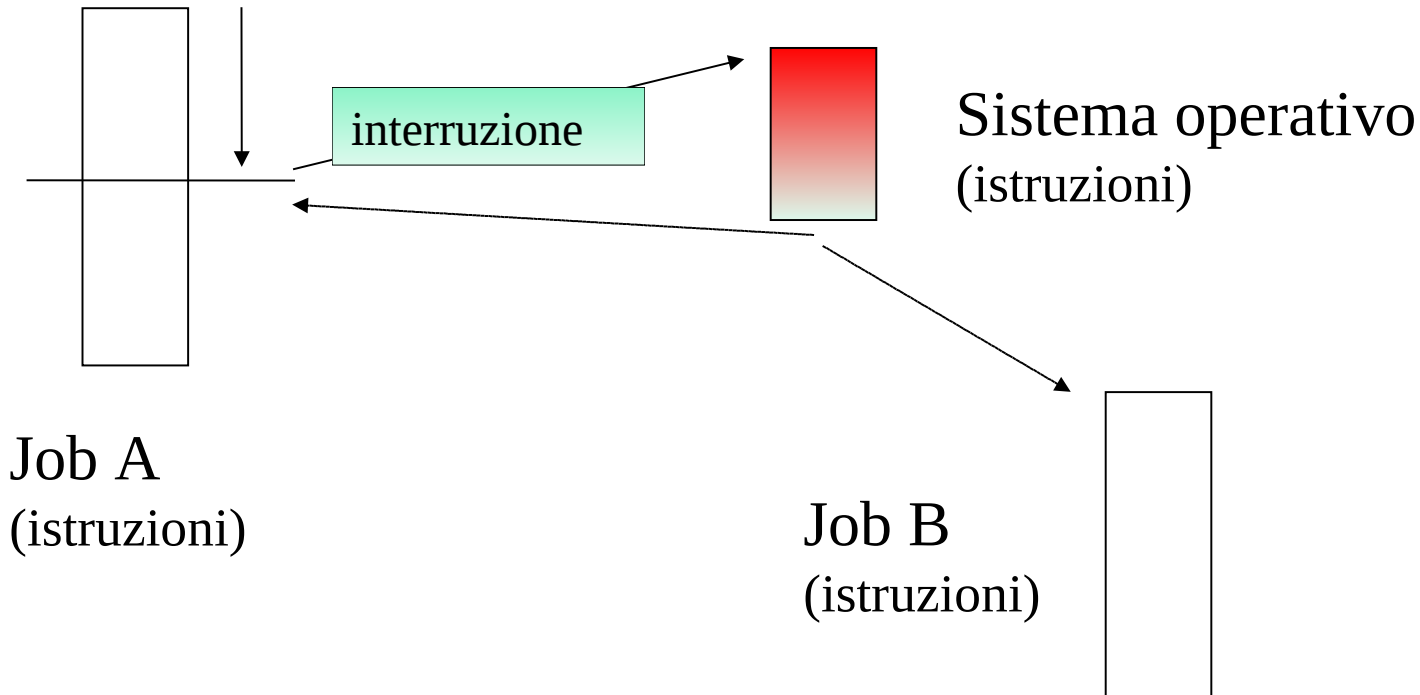 interruzione
Sistema operativo
(istruzioni)
Job A
(istruzioni)
Job B
(istruzioni)